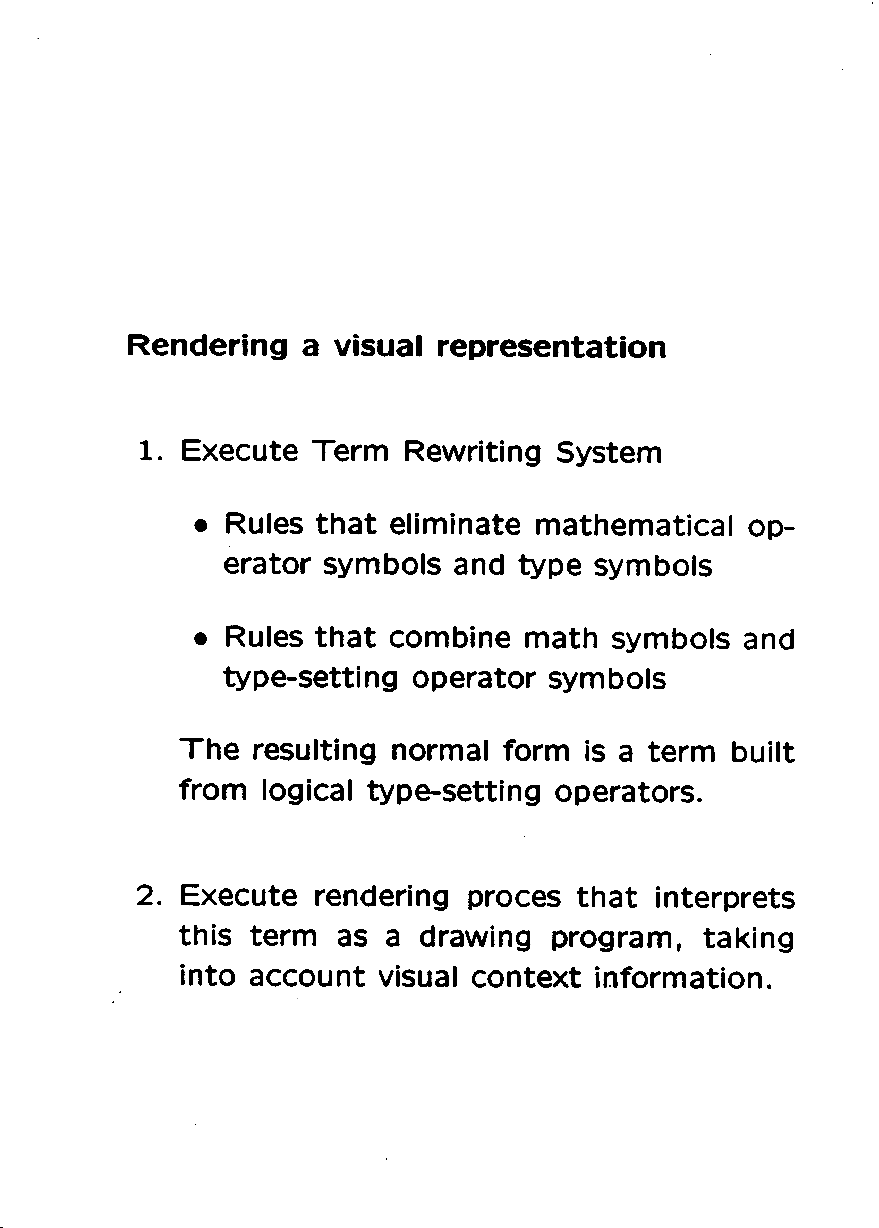 Rendering a visual representation
1. Execute Term Rewriting System
• Rules that eliminate mathematical op-
erator symbols and type symbols
• Rules that combine math symbols and
type-setting operator symbols
The resulting normal form is a term built
from logical type-setting operators.
2. Execute rendering proces that interprets
this term as a drawing program, taking
into account visual context information.